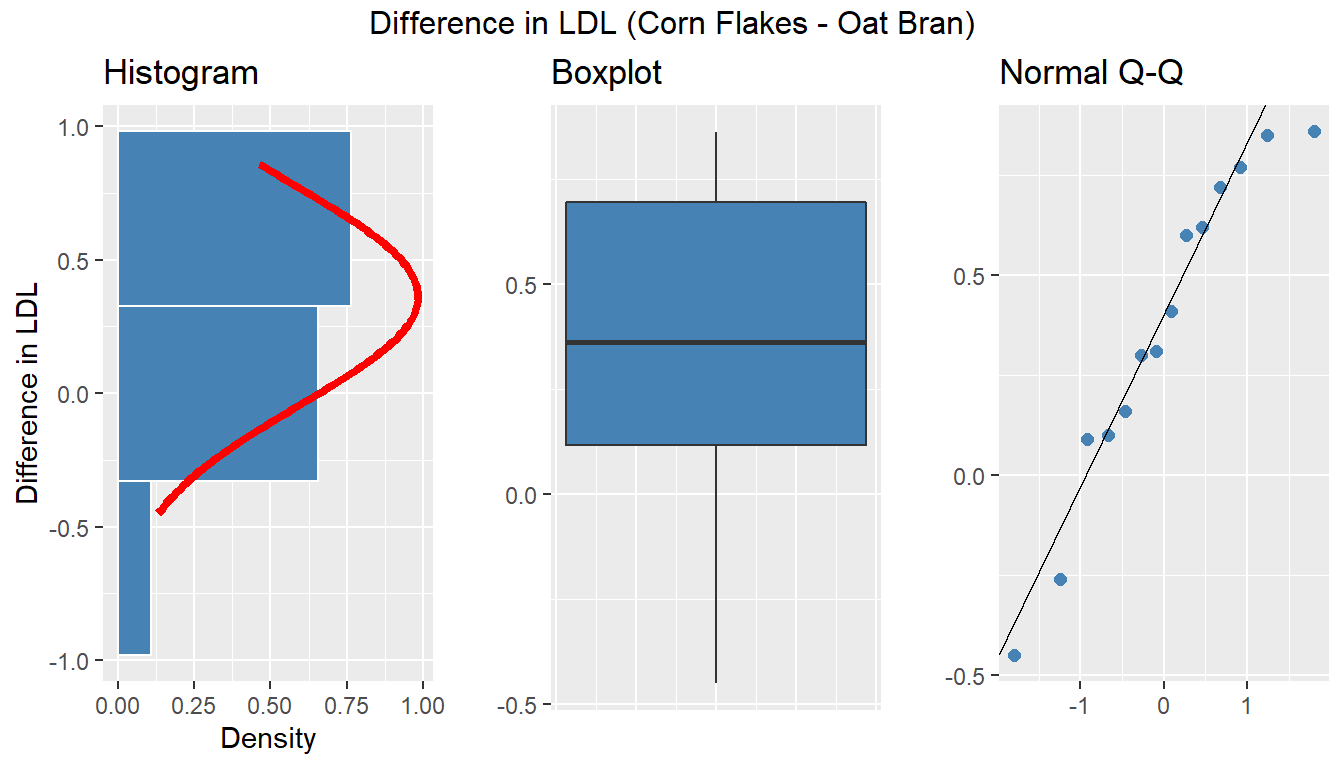 Difference in LDL (Corn Flakes - Oat Bran)
Histogram
Difference in LDL
1.0
0.5
0.0
-0.5
-1.0
0.00 0.25 0.50 0.75 1.00
Density
Boxplot
0.5
0.0
-0.5
Normal Q-Q
0.5
0.0
-0.5
-1 0 1